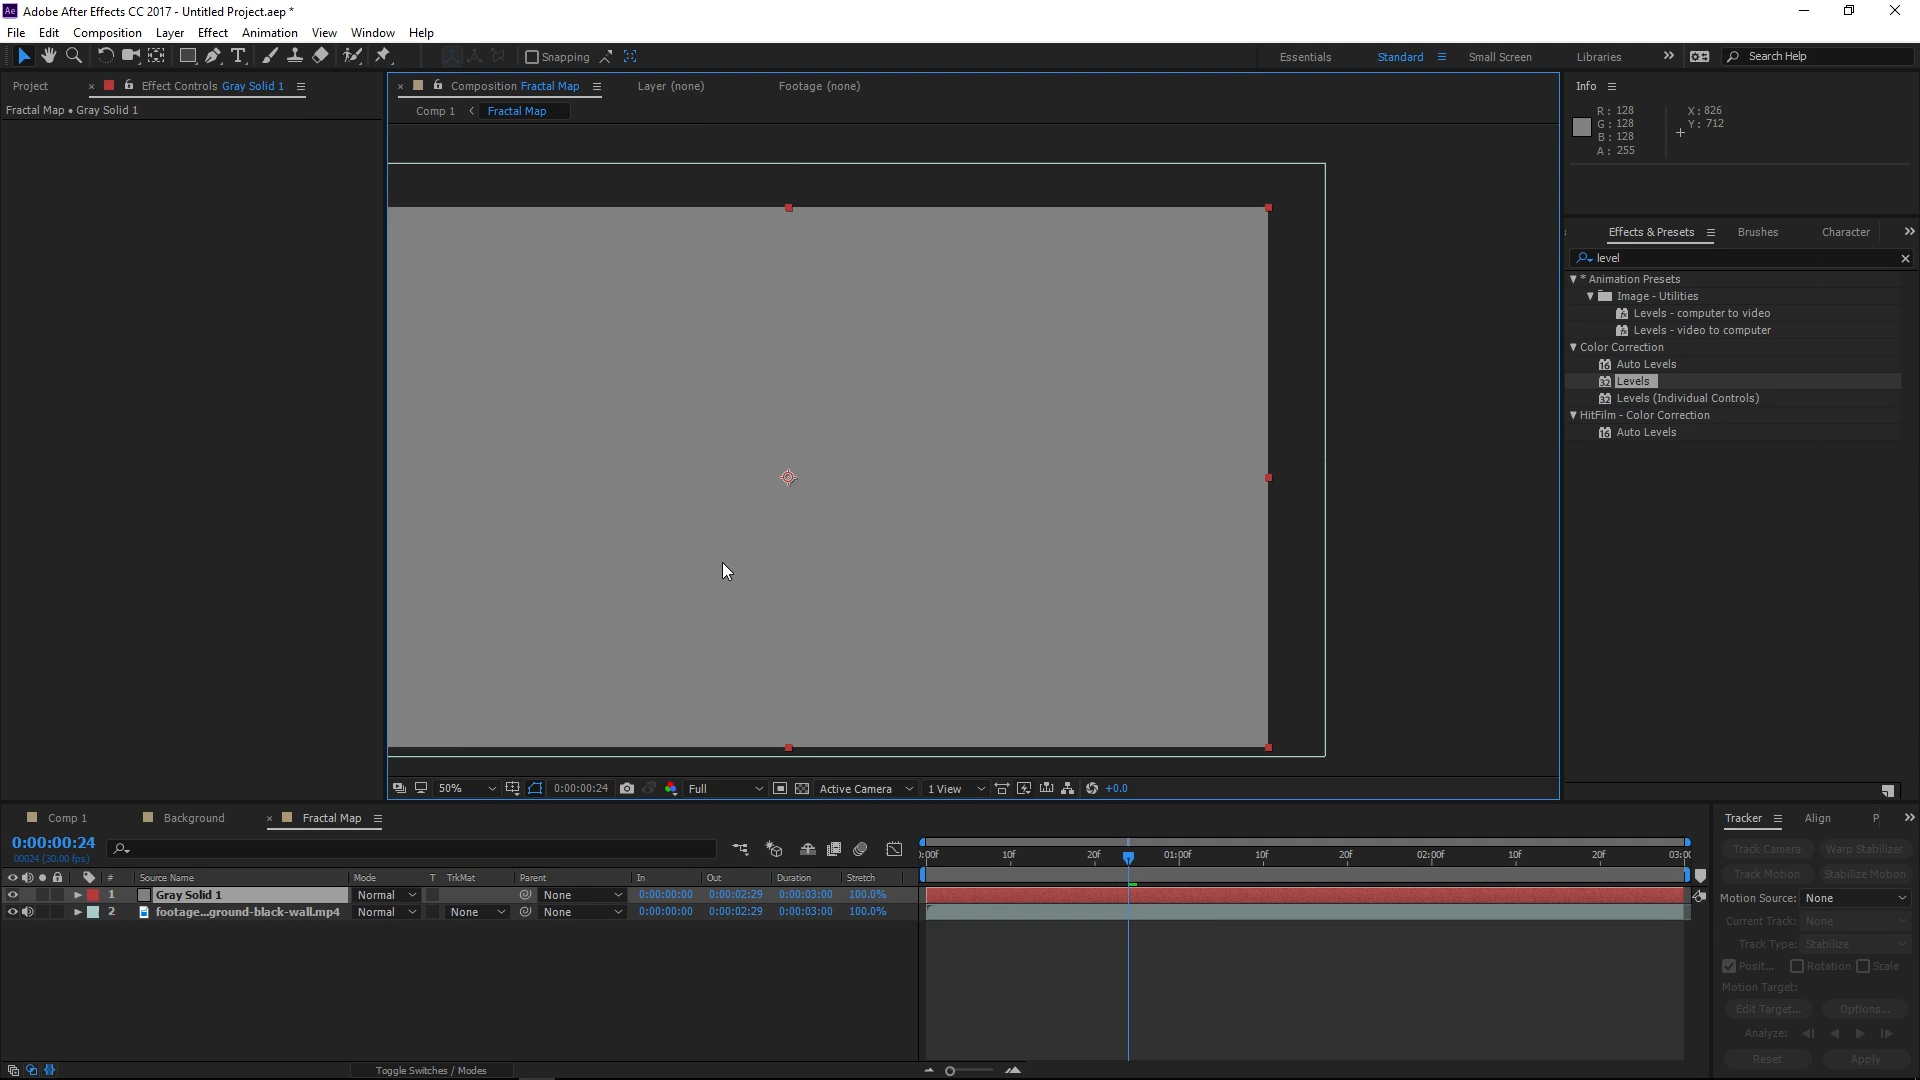 Ae Adobe After Effects CC 2017 - Untitled Project.aep *
File Edit Composition Layer Effect Animation View Window Help
Snapping
Essentials Standard Small Screen Libraries Search Help
Project
Effect Controls Gray Solid 1
Fractal Map • Gray Solid 1
Composition Fractal Map Layer (none) Footage (none)
Comp 1 Fractal Map
Info
R: 128
G: 128
B: 128
A: 255
X: 826
Y: 712
Effects & Presets Brushes Character
level
* Animation Presets
Image - Utilities
Levels - computer to video
Levels - video to computer
Color Correction
Auto Levels
Levels
Levels (Individual Controls)
HitFilm - Color Correction
Auto Levels
50% 0:00:00:24 Full Active Camera 1 View +0.0
Comp 1 Background Fractal Map
0:00:00:24
00024 (30.00 fps)
# Source Name Mode T TrkMat Parent In Out Duration Stretch
1 Gray Solid 1 Normal None 0:00:00:00 0:00:02:29 0:00:03:00 100.0%
2 footage...ground-black-wall.mp4 Normal None None 0:00:00:00 0:00:02:29 0:00:03:00 100.0%
):00f 10f 20f 01:00f 10f 20f 02:00f 10f 20f 03:0(
Toggle Switches / Modes
Tracker Align P
Track Camera Warp Stabilizer
Track Motion Stabilize Motion
Motion Source: None
Current Track: None
Track Type: Stabilize
Posit... Rotation Scale
Motion Target:
Edit Target... Options...
Analyze:
Reset Apply